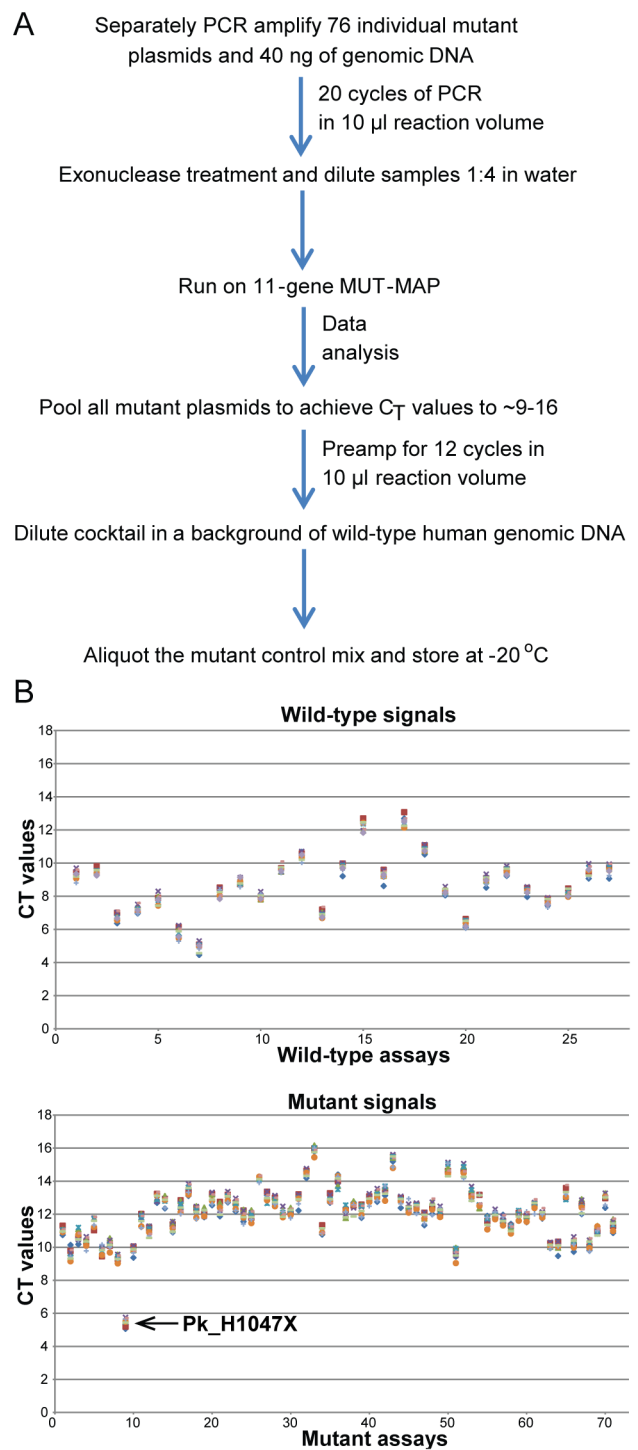 A
Separately PCR amplify 76 individual mutant
plasmids and 40 ng of genomic DNA
20 cycles of PCR
in 10 µl reaction volume
Exonuclease treatment and dilute samples 1:4 in water
Run on 11-gene MUT-MAP
Data
analysis
Pool all mutant plasmids to achieve CT values to ~9-16
Preamp for 12 cycles in
10 µl reaction volume
Dilute cocktail in a background of wild-type human genomic DNA
Aliquot the mutant control mix and store at -20 °C
B
Wild-type signals
CT values
18
16
14
12
10
8
6
4
2
0
0 5 10 15 20 25
Wild-type assays
Mutant signals
CT values
18
16
14
12
10
8
6
4
2
0
Pk_H1047X
0 10 20 30 40 50 60 70
Mutant assays